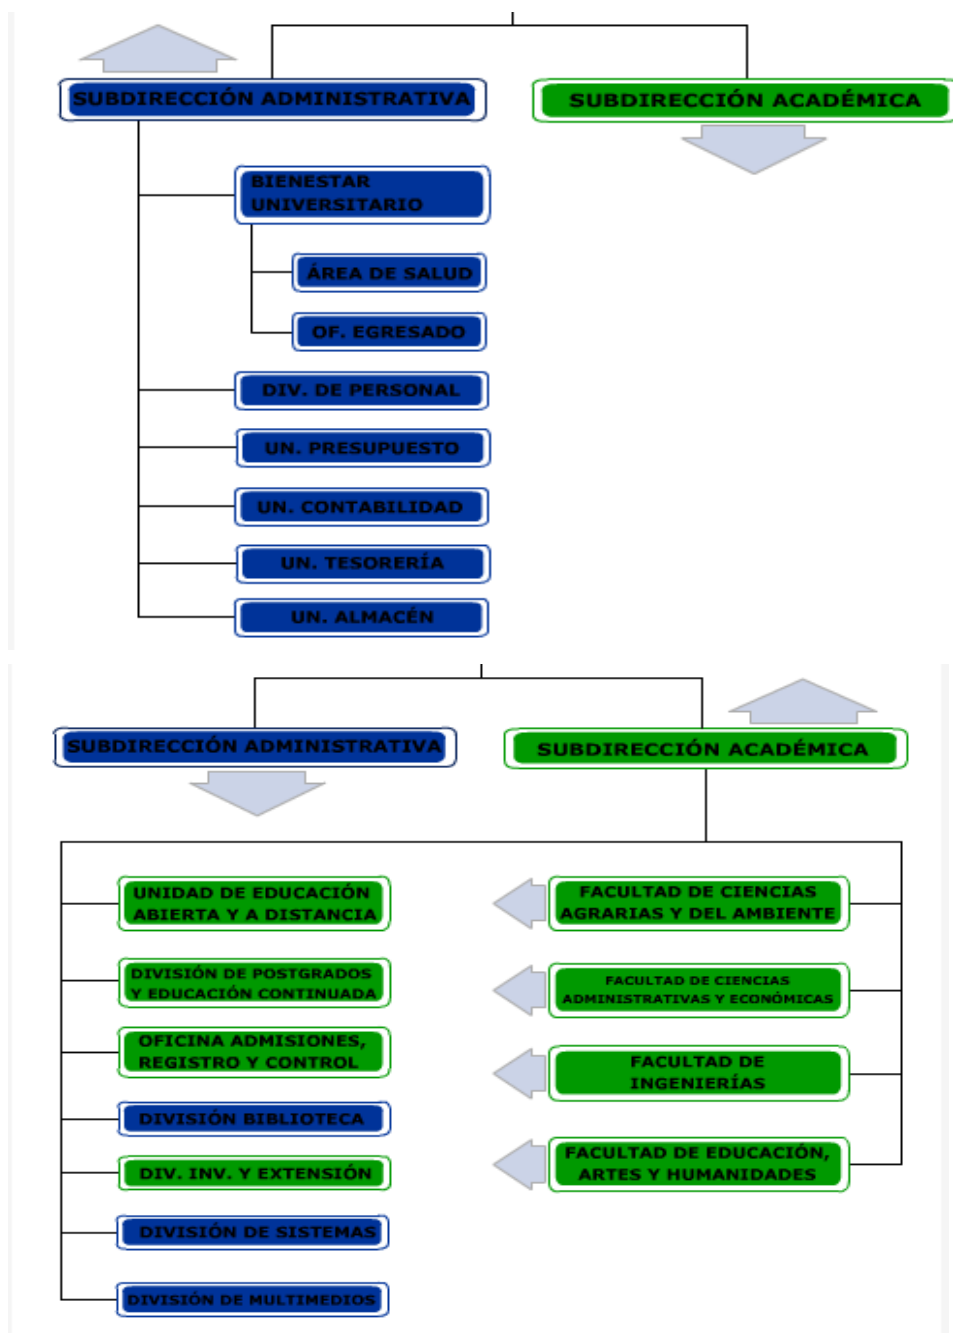 SUBDIRECCIÓN ADMINISTRATIVA
SUBDIRECCIÓN ACADÉMICA
BIENESTAR
UNIVERSITARIO
ÁREA DE SALUD
OF. EGRESADO
DIV. DE PERSONAL
UN. PRESUPUESTO
UN. CONTABILIDAD
UN. TESORERÍA
UN. ALMACÉN
SUBDIRECCIÓN ADMINISTRATIVA
SUBDIRECCIÓN ACADÉMICA
UNIDAD DE EDUCACIÓN
ABIERTA Y A DISTANCIA
DIVISIÓN DE POSTGRADOS
Y EDUCACIÓN CONTINUADA
OFICINA ADMISIONES,
REGISTRO Y CONTROL
DIVISIÓN BIBLIOTECA
DIV. INV. Y EXTENSIÓN
DIVISIÓN DE SISTEMAS
DIVISIÓN DE MULTIMEDIOS
FACULTAD DE CIENCIAS
AGRARIAS Y DEL AMBIENTE
FACULTAD DE CIENCIAS
ADMINISTRATIVAS Y ECONÓMICAS
FACULTAD DE
INGENIERÍAS
FACULTAD DE EDUCACIÓN,
ARTES Y HUMANIDADES